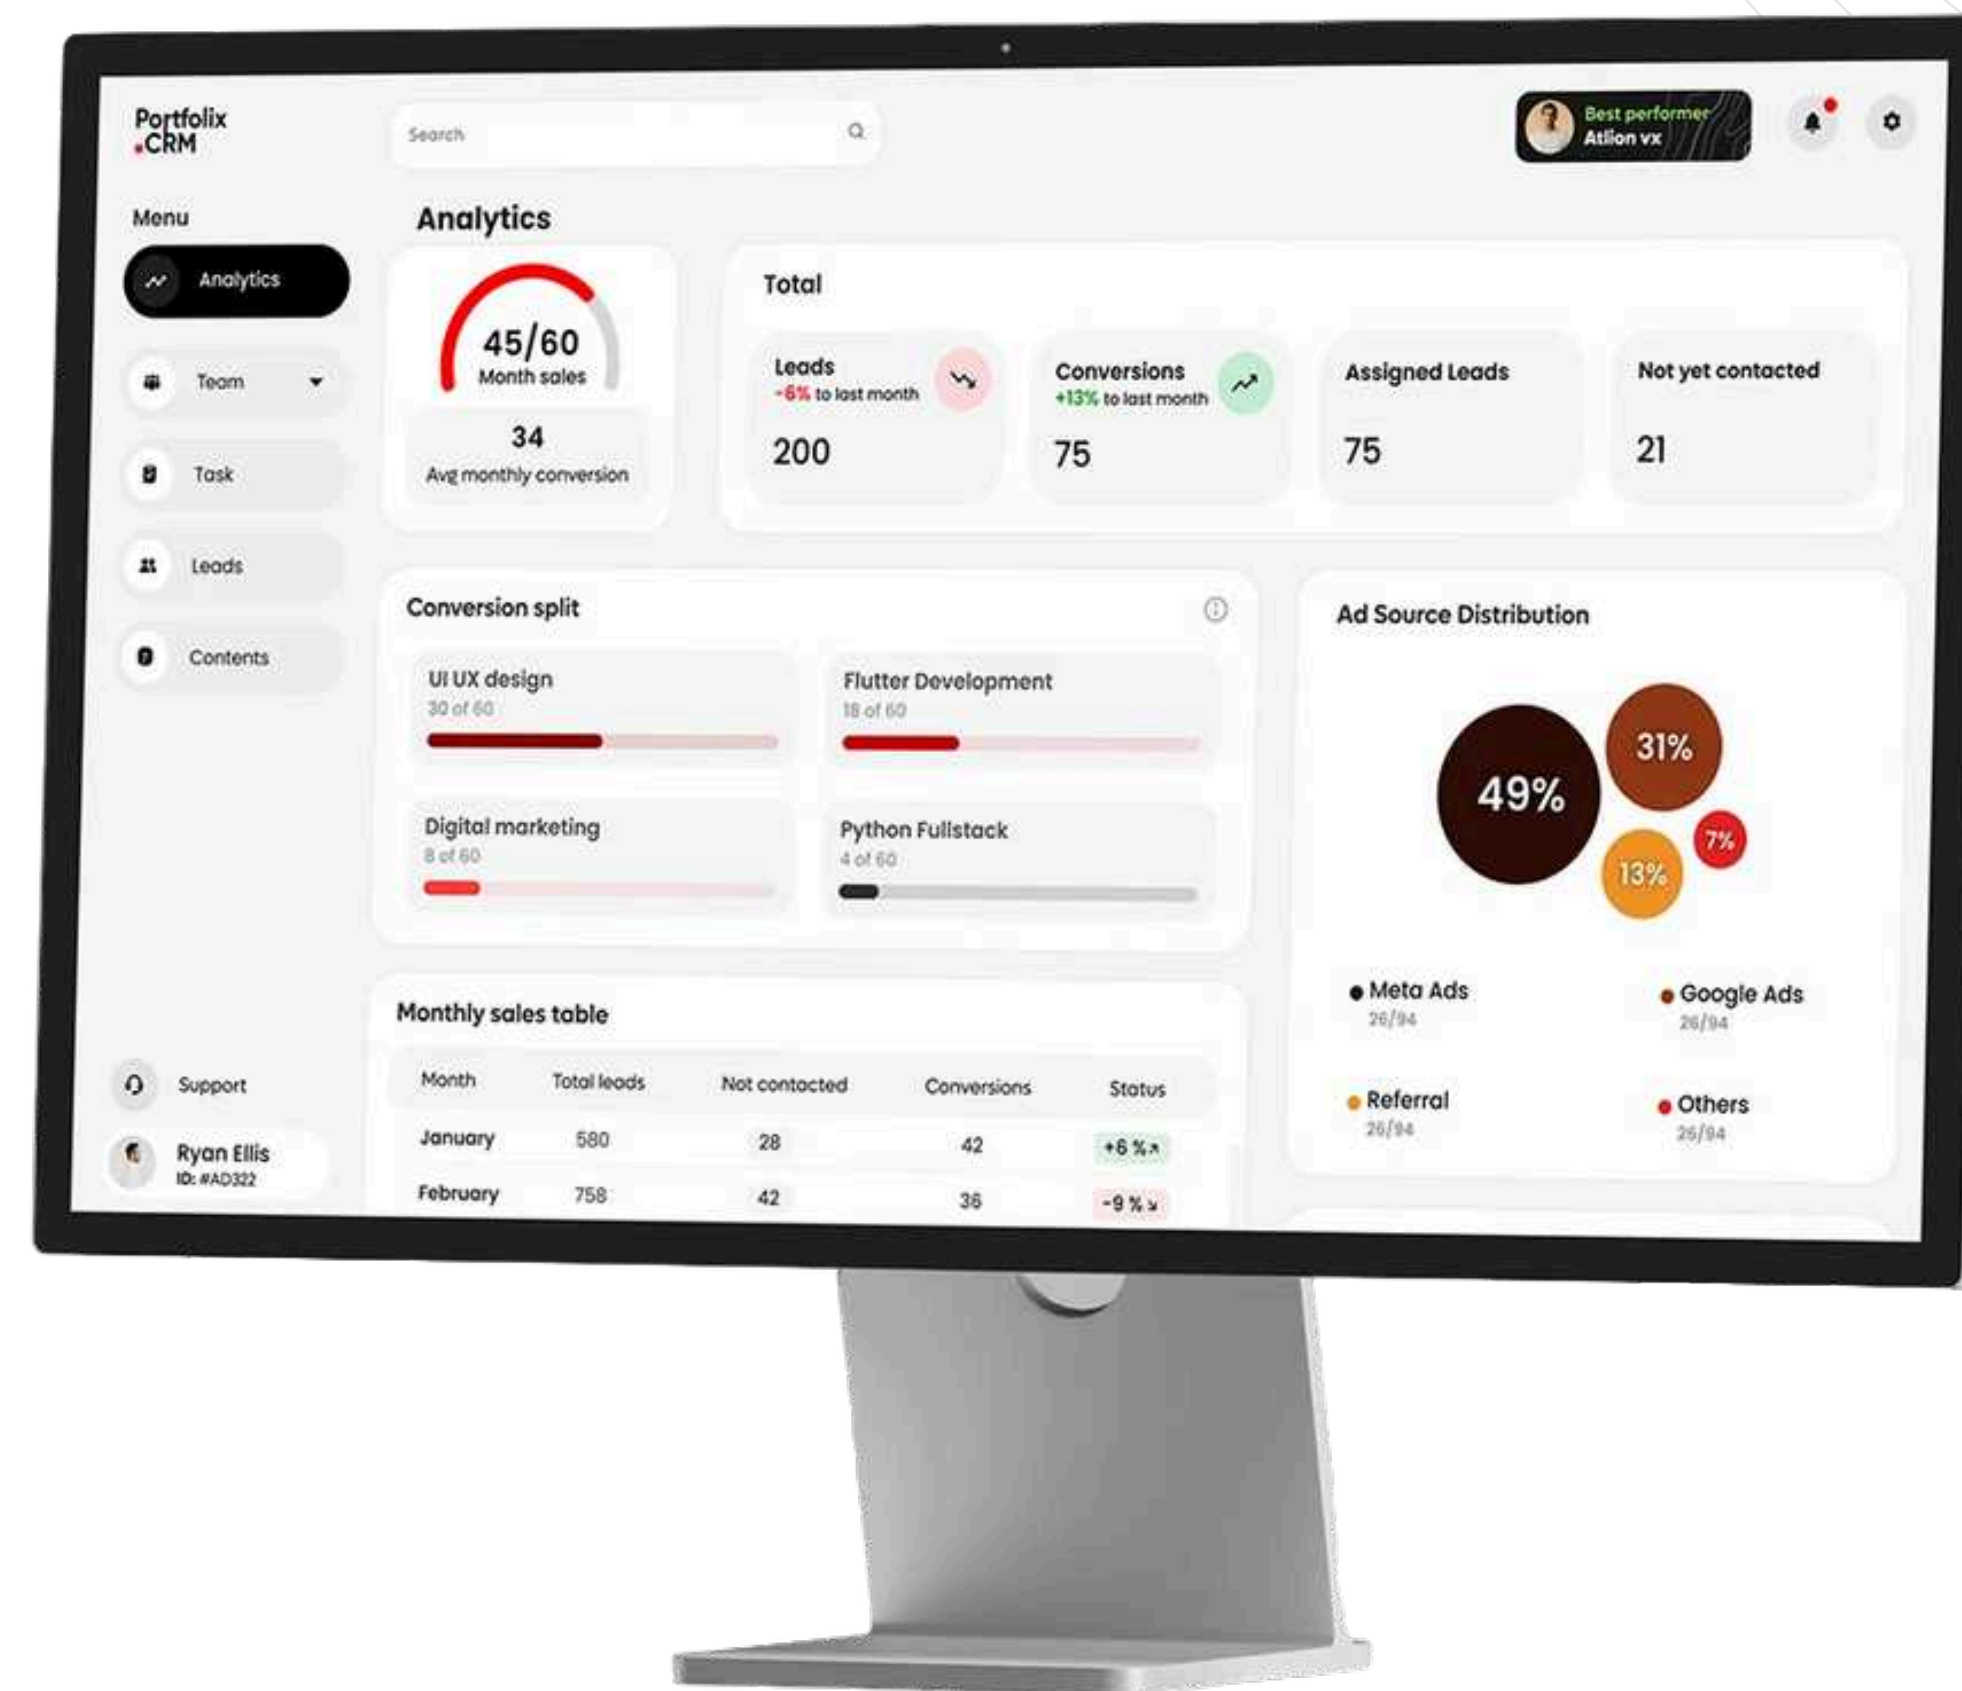 Portfolix
.CRM
Search
Best performer
Atlion vx
Menu
Analytics
Team
Task
Leads
Contents
Support
Ryan Ellis
ID: #AD322
Analytics
45/60
Month sales
34
Avg monthly conversion
Total
Leads
-6% to last month
200
Conversions
+13% to last month
75
Assigned Leads
75
Not yet contacted
21
Conversion split
UI UX design
30 of 60
Flutter Development
18 of 60
Digital marketing
8 of 60
Python Fullstack
4 of 60
Ad Source Distribution
49%
31%
7%
13%
Meta Ads
26/94
Google Ads
26/94
Referral
26/94
Others
26/94
Monthly sales table
Month Total leads Not contacted Conversions Status
January 580 28 42 +6 %
February 758 42 36 -9 %